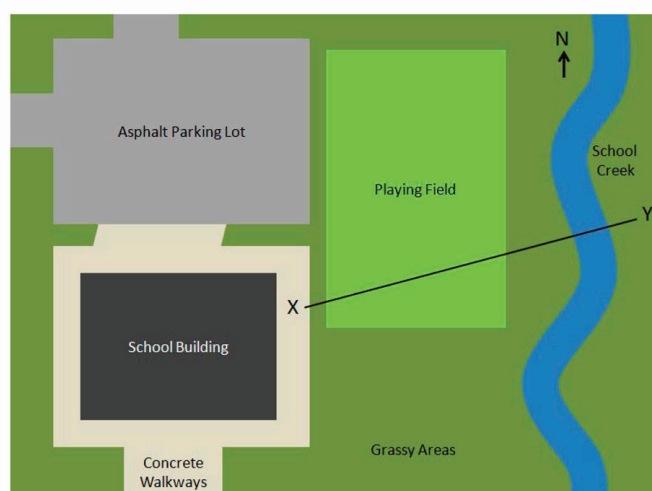 N
Asphalt Parking Lot
School
Creek
Playing Field
Y
X
School Building
Grassy Areas
Concrete
Walkways